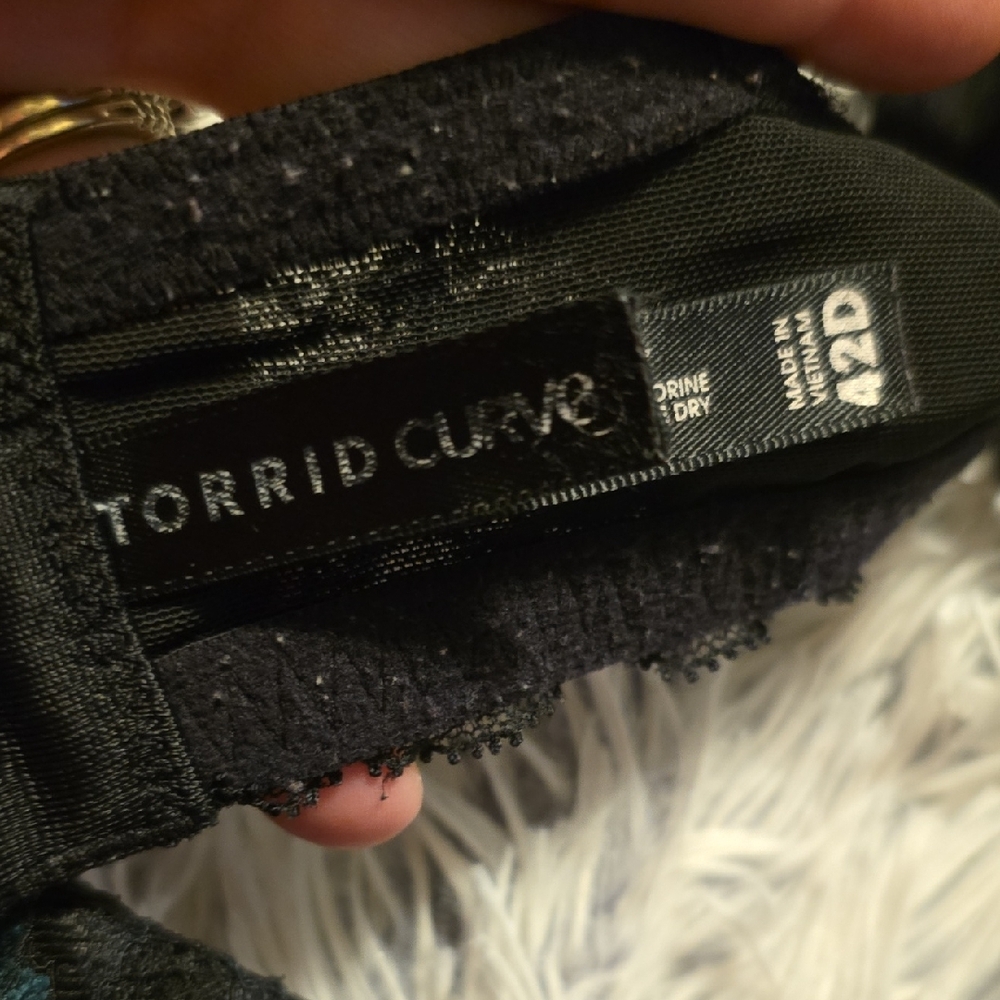 TORRID CURVE
DRY
MADE IN
VIETNAM
42D